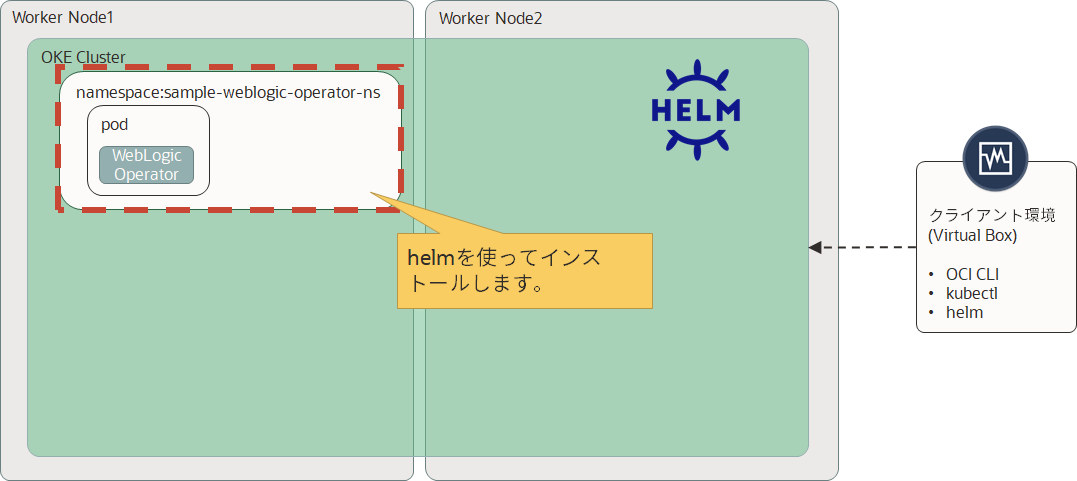 Worker Node1
Worker Node2
OKE Cluster
namespace:sample-weblogic-operator-ns
pod
WebLogic
Operator
HELM
helmを使ってインス
トールします。
クライアント環境
(Virtual Box)
• OCI CLI
• kubectl
• helm